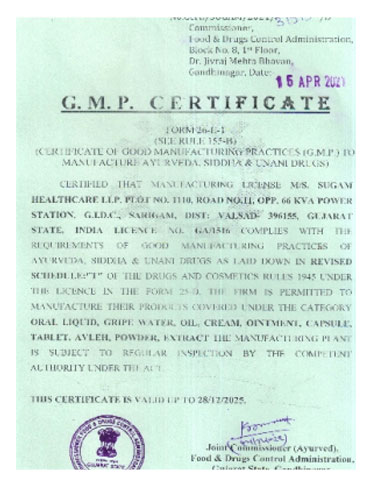 Commissioner,
Food & Drugs Control Administration,
Block No. 8, 1st Floor,
Dr. Jivraj Mehta Bhavan,
Gandhinagar, Date:
15 APR 2021
G. M. P. CERTIFICATE
FORM 26-E-1
(SEE RULE 155-B)
(CERTIFICATE OF GOOD MANUFACTURING PRACTICES (G.M.P.) TO
MANUFACTURE AYURVEDA, SIDDHA & UNANI DRUGS)
CERTIFIED THAT MANUFACTURING LICENSE M/S. SUGAM
HEALTHCARE LLP. PLOT NO. 1110, ROAD NO.11, OPP. 66 KVA POWER
STATION, G.I.D.C., SARIGAM, DIST: VALSAD- 396155, GUJARAT
STATE, INDIA LICENCE NO. GA/1516 COMPLIES WITH THE
REQUIREMENTS OF GOOD MANUFACTURING PRACTICES OF
AYURVEDA, SIDDHA & UNANI DRUGS AS LAID DOWN IN REVISED
SCHEDULE:"T" OF THE DRUGS AND COSMETICS RULES 1945 UNDER
THE LICENCE IN THE FORM 25-D. THE FIRM IS PERMITTED TO
MANUFACTURE THEIR PRODUCTS COVERED UNDER THE CATEGORY
ORAL LIQUID, GRIPE WATER, OIL, CREAM, OINTMENT, CAPSULE,
TABLET, AVLEH, POWDER, EXTRACT THE MANUFACTURING PLANT
IS SUBJECT TO REGULAR INSPECTION BY THE COMPETENT
AUTHORITY UNDER THE ACT.
THIS CERTIFICATE IS VALID UP TO 28/12/2025.
Joint Commissioner (Ayurved),
Food & Drugs Control Administration,
Gujarat State, Gandhinagar